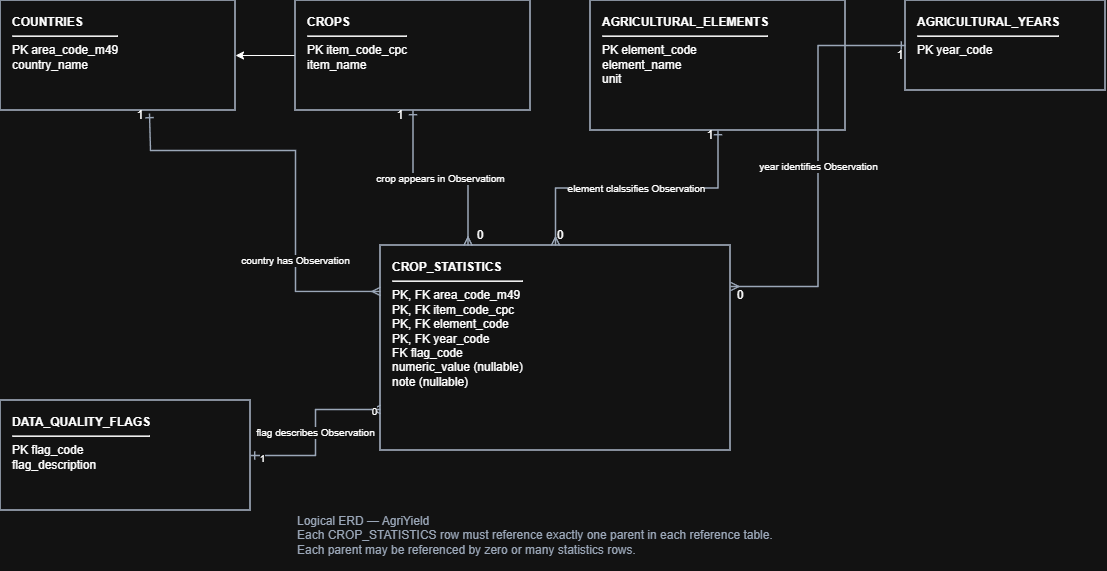 COUNTRIES
PK area_code_m49
country_name
CROPS
PK item_code_cpc
item_name
AGRICULTURAL_ELEMENTS
PK element_code
element_name
unit
AGRICULTURAL_YEARS
PK year_code
1
1
1
1
crop appears in Observatiom
element clalssifies Observation
year identifies Observation
country has Observation
0
0
0
CROP_STATISTICS
PK, FK area_code_m49
PK, FK item_code_cpc
PK, FK element_code
PK, FK year_code
FK flag_code
numeric_value (nullable)
note (nullable)
DATA_QUALITY_FLAGS
PK flag_code
flag_description
0
flag describes Observation
1
Logical ERD — AgriYield
Each CROP_STATISTICS row must reference exactly one parent in each reference table.
Each parent may be referenced by zero or many statistics rows.